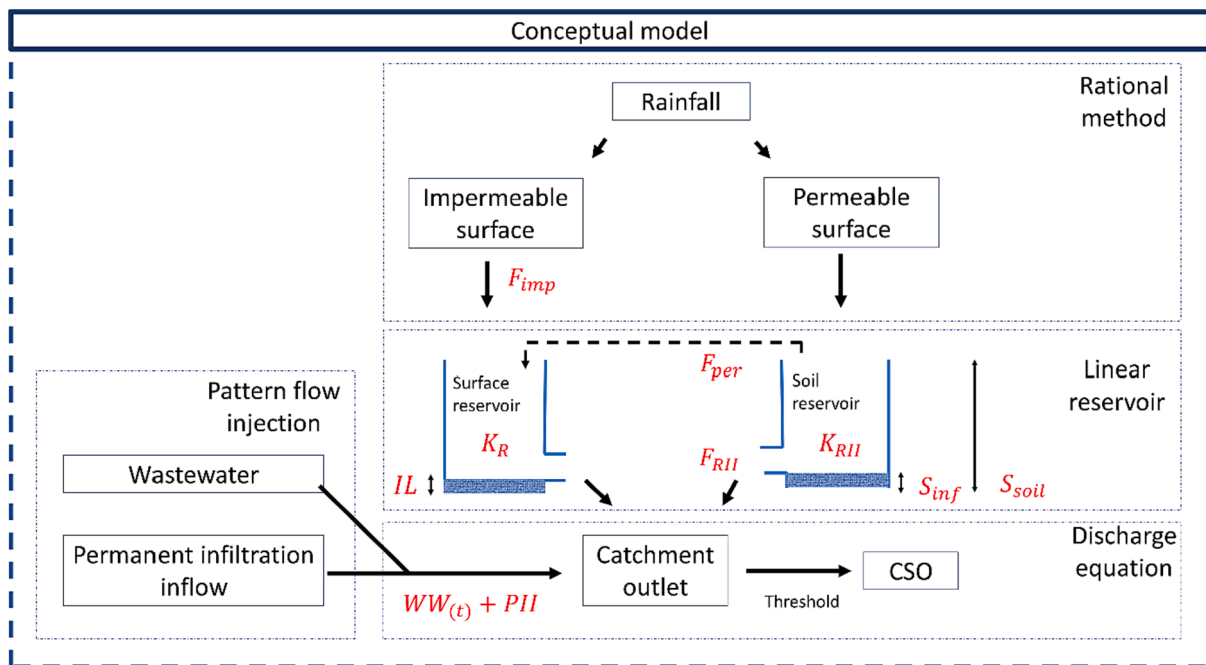 Conceptual model
Rational
method
Rainfall
Impermeable
surface
Permeable
surface
F_imp
Linear
reservoir
Surface
reservoir
K_R
IL
F_per
F_RII
Soil
reservoir
K_RII
S_inf
S_soil
Pattern flow
injection
Wastewater
Permanent infiltration
inflow
WW_(t) + PII
Discharge
equation
Catchment
outlet
Threshold
CSO